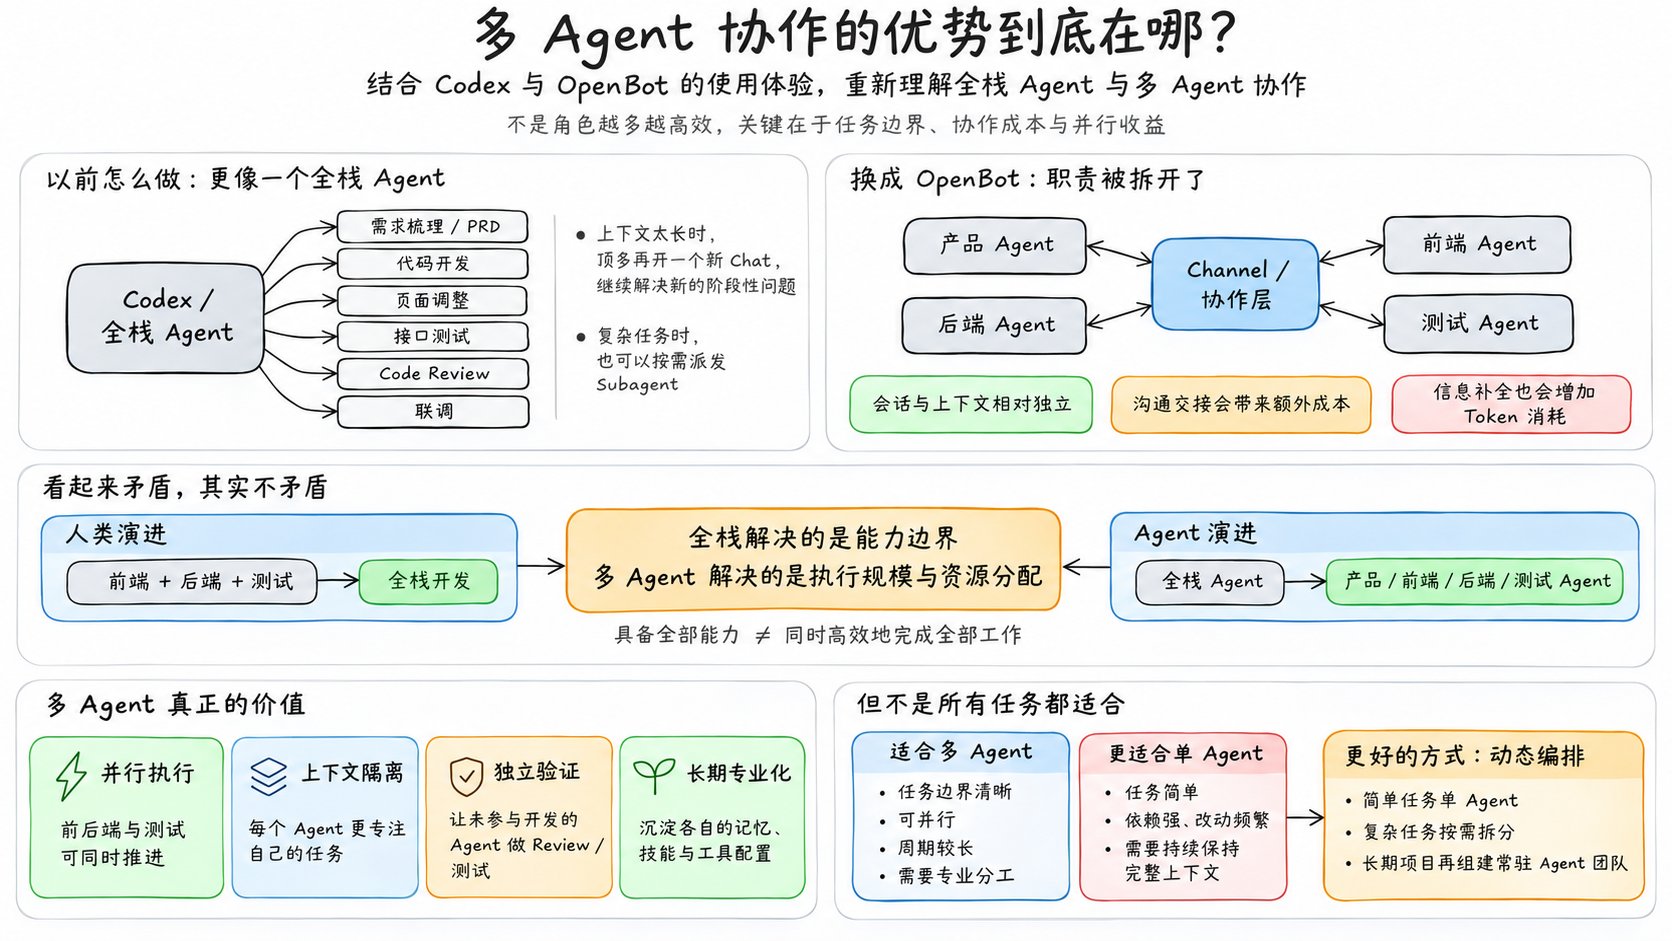 多 Agent 协作的优势到底在哪？
结合 Codex 与 OpenBot 的使用体验，重新理解全栈 Agent 与多 Agent 协作
不是角色越多越高效，关键在于任务边界、协作成本与并行收益
以前怎么做：更像一个全栈 Agent
Codex /
全栈 Agent
需求梳理 / PRD
代码开发
页面调整
接口测试
Code Review
联调
● 上下文太长时，
顶多再开一个新 Chat，
继续解决新的阶段性问题
● 复杂任务时，
也可以按需派发
Subagent
换成 OpenBot：职责被拆开了
产品 Agent
后端 Agent
Channel /
协作层
前端 Agent
测试 Agent
会话与上下文相对独立
沟通交接会带来额外成本
信息补全也会增加
Token 消耗
看起来矛盾，其实不矛盾
人类演进
前端 + 后端 + 测试
全栈开发
全栈解决的是能力边界
多 Agent 解决的是执行规模与资源分配
具备全部能力 ≠ 同时高效地完成全部工作
Agent 演进
全栈 Agent
产品 / 前端 / 后端 / 测试 Agent
多 Agent 真正的价值
并行执行
前后端与测试
可同时推进
上下文隔离
每个 Agent 更专注
自己的任务
独立验证
让未参与开发的
Agent 做 Review /
测试
长期专业化
沉淀各自的记忆、
技能与工具配置
但不是所有任务都适合
适合多 Agent
• 任务边界清晰
• 可并行
• 周期较长
• 需要专业分工
更适合单 Agent
• 任务简单
• 依赖强、改动频繁
• 需要持续保持
完整上下文
更好的方式：动态编排
• 简单任务单 Agent
• 复杂任务按需拆分
• 长期项目再组建常驻 Agent 团队